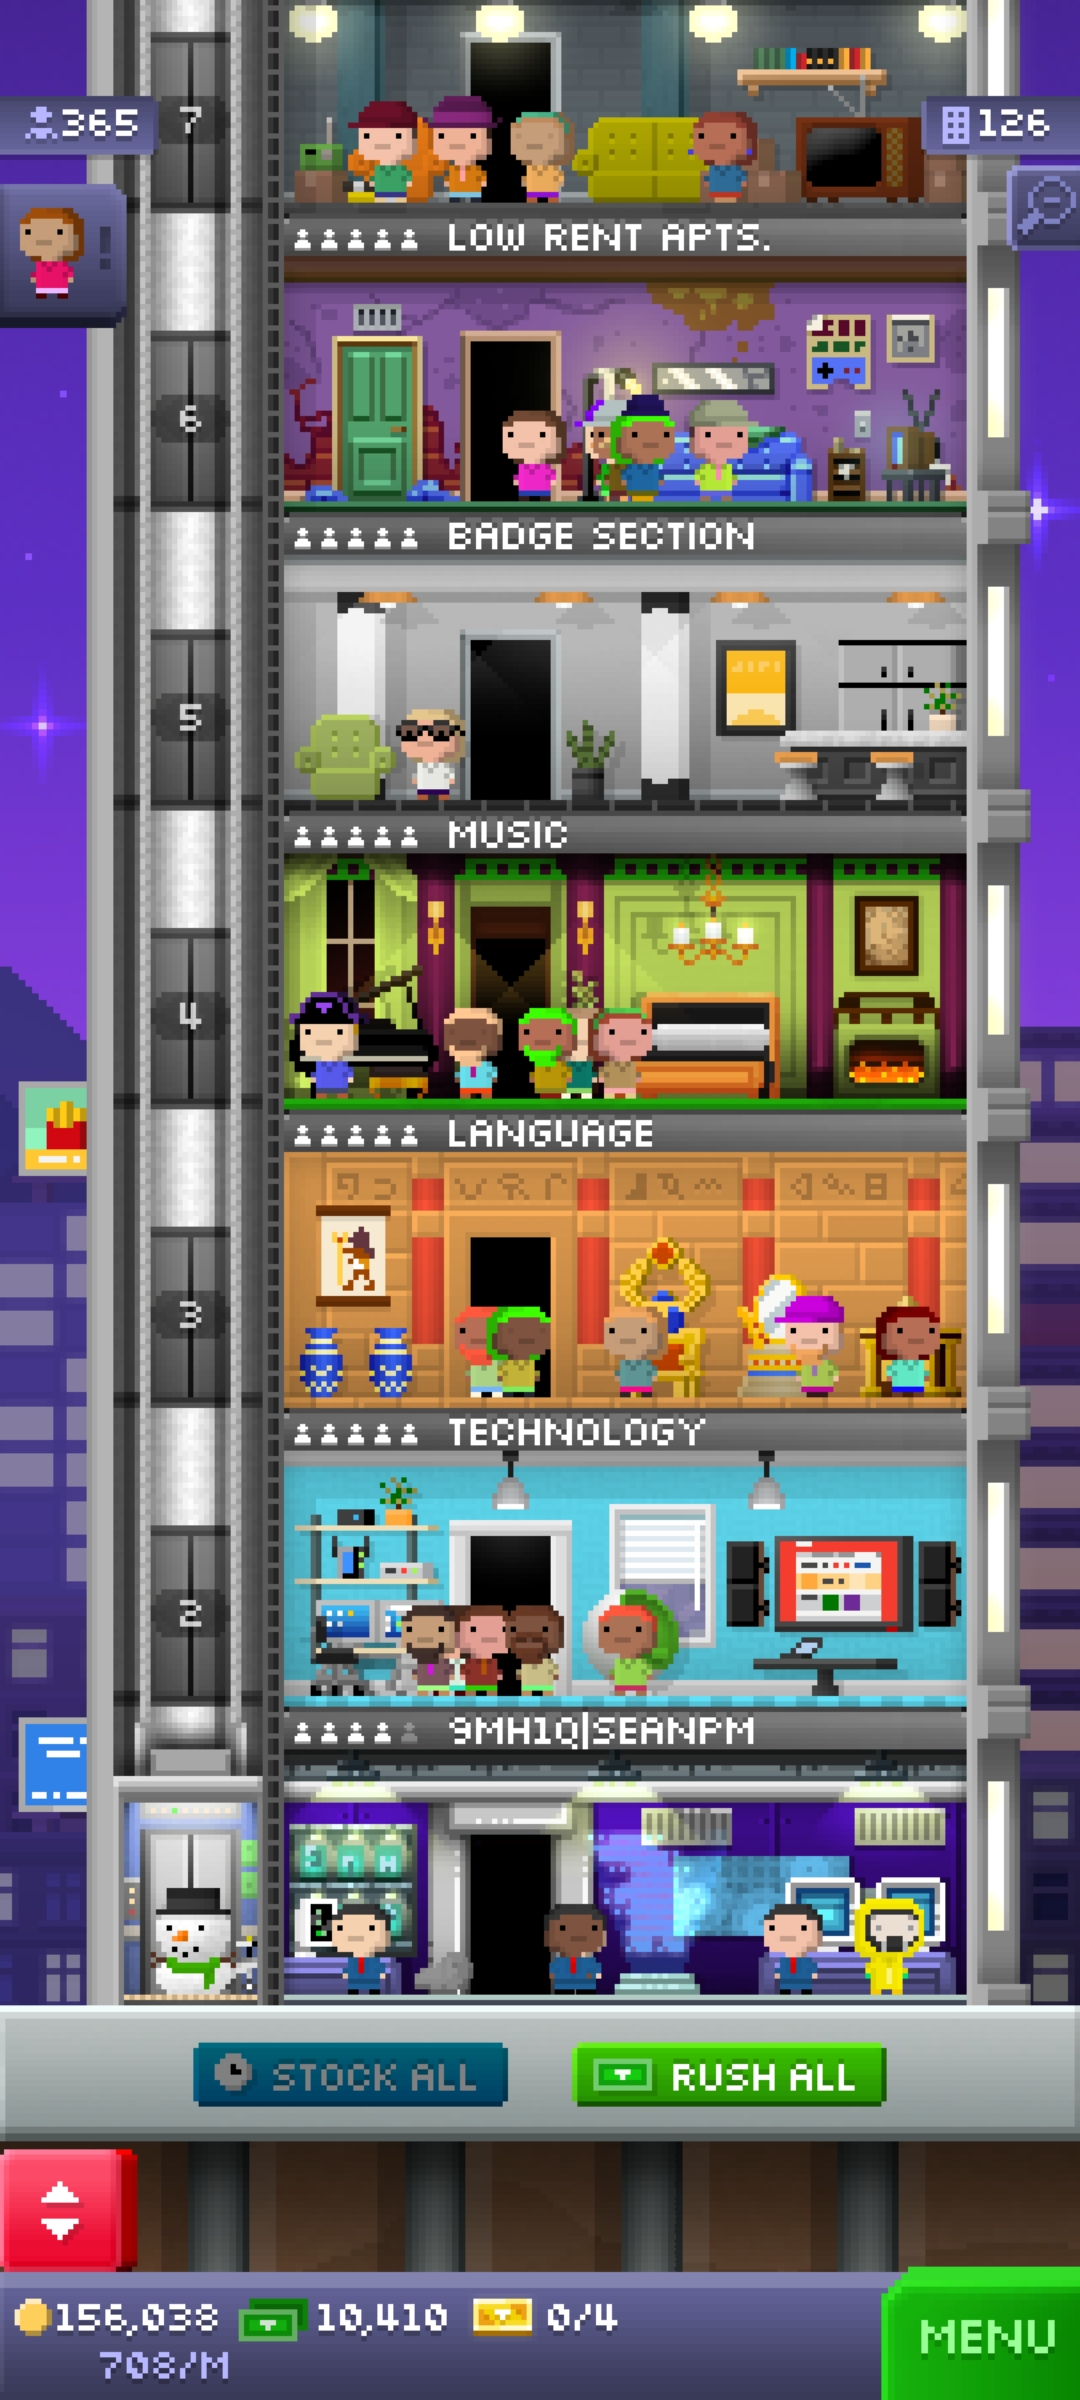 365
7
126
LOW RENT APTS.
6
BADGE SECTION
5
MUSIC
4
LANGUAGE
3
TECHNOLOGY
2
9MH1Q|SEANPM
STOCK ALL
RUSH ALL
156,038
10,410
0/4
708/M
MENU